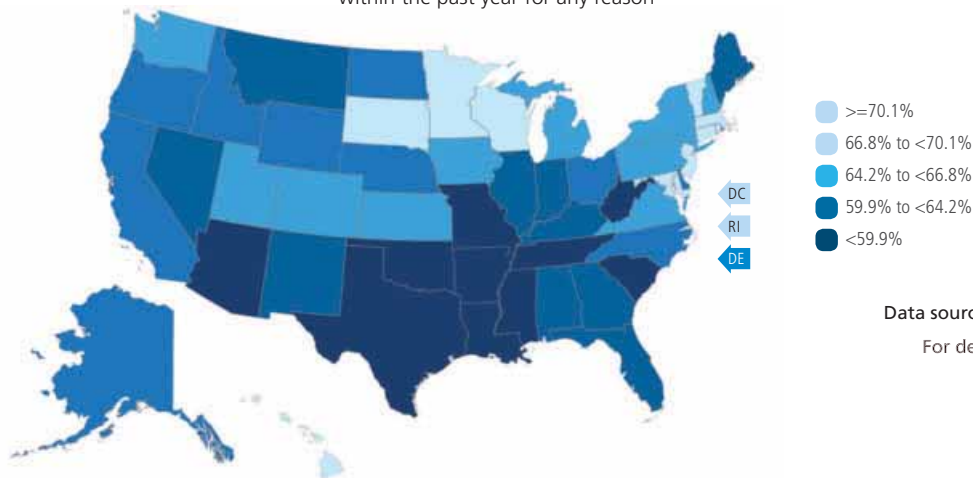 within the past year for any reason
>=70.1%
66.8% to <70.1%
64.2% to <66.8%
59.9% to <64.2%
<59.9%
DC
RI
DE
Data sourc
For de